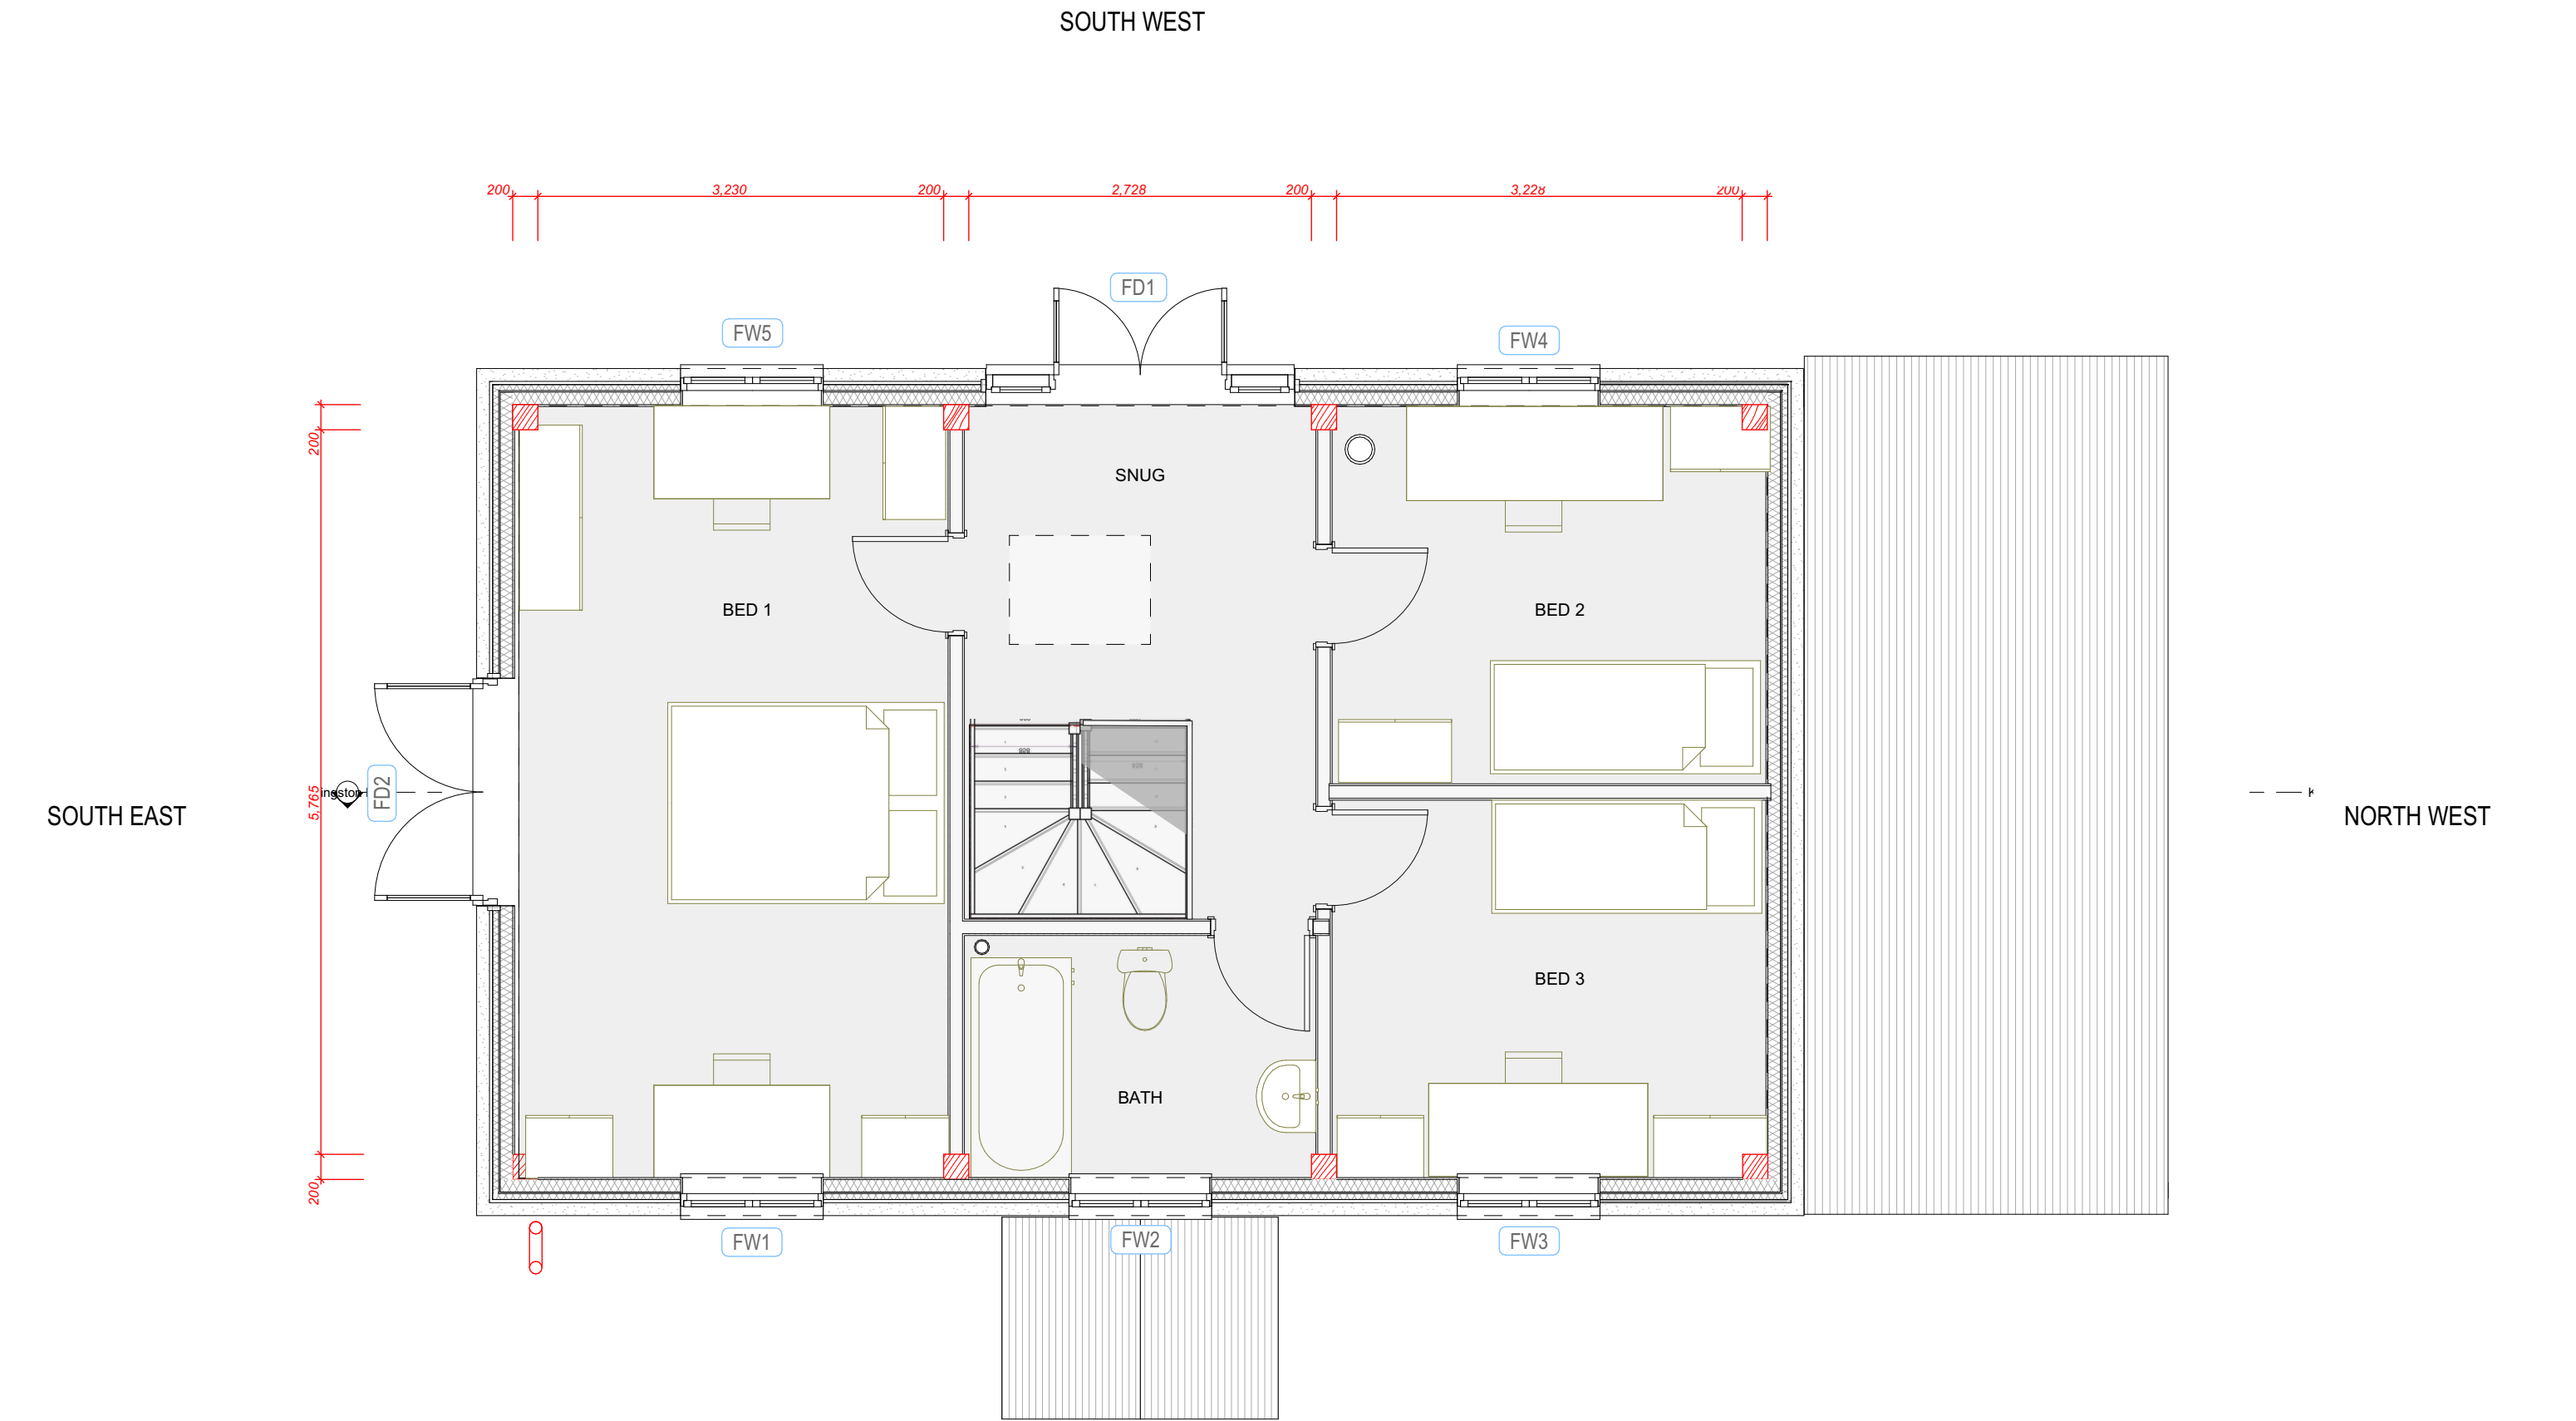 SOUTH WEST
200 3,230 200 2,728 200 3,228 200
FD1
FW5
FW4
200
SNUG
BED 1
BED 2
5,765
FD2
SOUTH EAST
NORTH WEST
BED 3
BATH
200
FW1
FW2
FW3